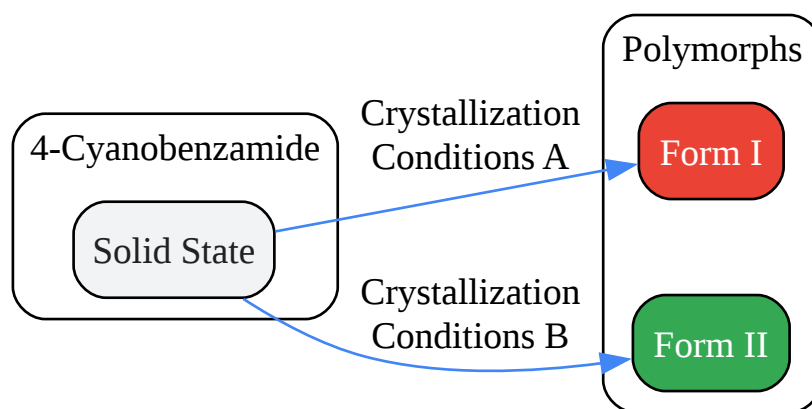 4-Cyanobenzamide
Solid State
Crystallization
Conditions A
Crystallization
Conditions B
Polymorphs
Form I
Form II